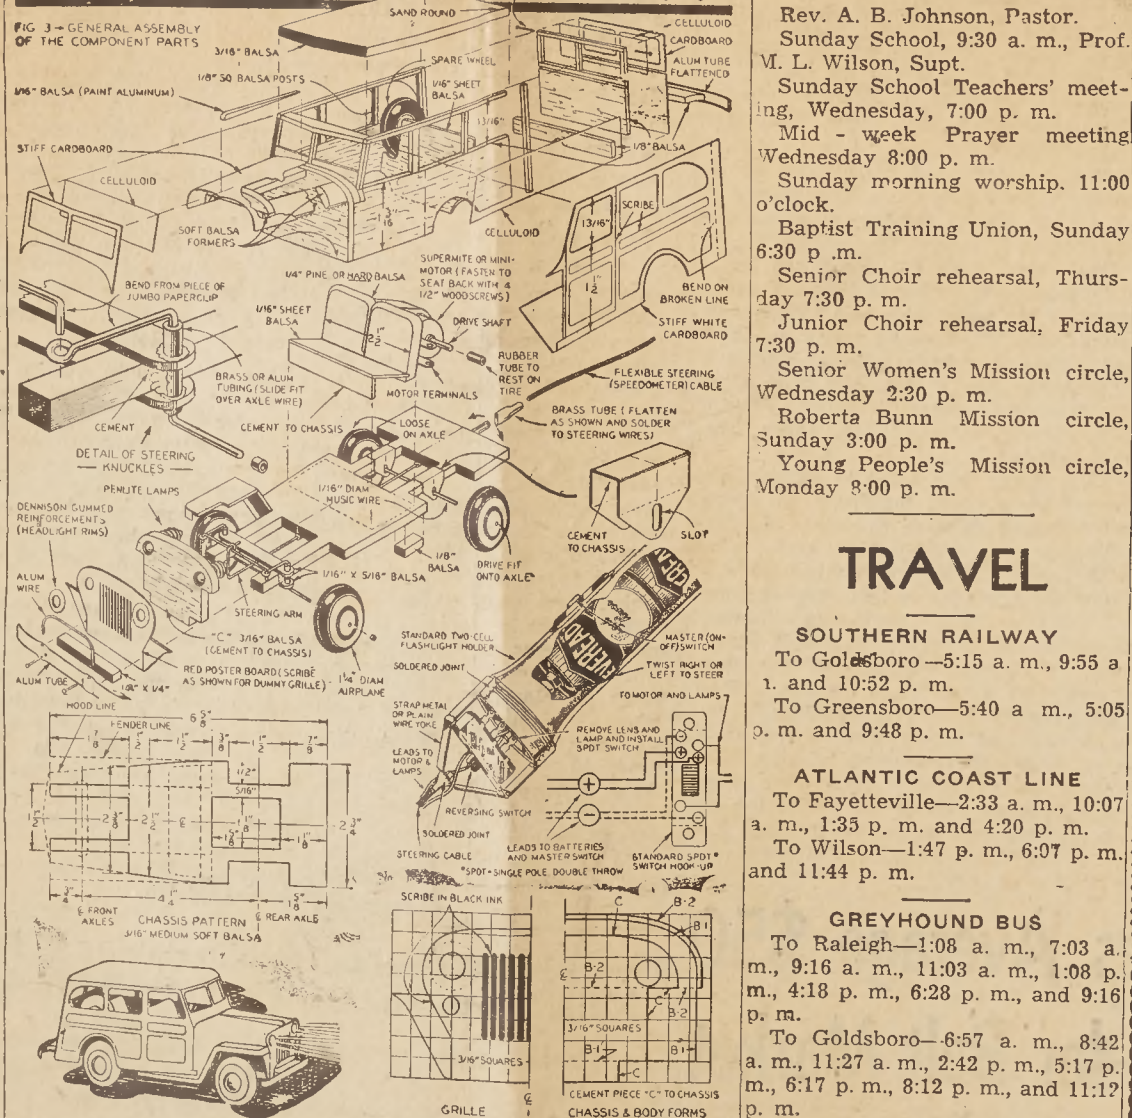 FIG 3 - GENERAL ASSEMBLY
OF THE COMPONENT PARTS
SAND ROUND
CELLULOID
CARDBOARD
ALUM TUBE
FLATTENED
3/16" BALSA
SPARE WHEEL
1/8" SQ BALSA POSTS
1/16" SHEET
BALSA
1/16" BALSA (PAINT ALUMINUM)
13/16"
1/8" BALSA
STIFF CARDBOARD
CELLULOID
SCRIBE
13/16"
SOFT BALSA
FORMERS
CELLULOID
SUPERMITE OR MINI-
MOTOR (FASTEN TO
SEAT BACK WITH 4
1/2" WOODSCREWS)
1/4" PINE OR HARD BALSA
BEND FROM PIECE OF
JUMBO PAPERCLIP
BEND ON
BROKEN LINE
1/16" SHEET
BALSA
DRIVE SHAFT
STIFF WHITE
CARDBOARD
RUBBER
TUBE TO
REST ON
TIRE
FLEXIBLE STEERING
(SPEEDOMETER) CABLE
BRASS OR ALUM
TUBING (SLIDE FIT
OVER AXLE WIRE)
MOTOR TERMINALS
BRASS TUBE (FLATTEN
AS SHOWN AND SOLDER
TO STEERING WIRES)
CEMENT
CEMENT TO CHASSIS
LOOSE
ON AXLE
DETAIL OF STEERING
KNUCKLES
PENLITE LAMPS
1/16" DIAM
MUSIC WIRE
DENNISON GUMMED
REINFORCEMENTS
(HEADLIGHT RIMS)
CEMENT
TO CHASSIS
SLOT
1/8"
BALSA
DRIVE FIT
ONTO AXLE
1/16" X 5/16" BALSA
ALUM
WIRE
STEERING ARM
"C" 3/16" BALSA
(CEMENT TO CHASSIS)
STANDARD TWO-CELL
FLASHLIGHT HOLDER
EVEREADY
MASTER (ON-
OFF) SWITCH
SOLDERED JOINT
TWIST RIGHT OR
LEFT TO STEER
RED POSTER BOARD (SCRIBE
AS SHOWN FOR DUMMY GRILLE)
1 1/4" DIAM
AIRPLANE
ALUM TUBE
TO MOTOR AND LAMPS
STRAP METAL
OR PLAIN
WIRE YOKE
REMOVE LENS AND
LAMP AND INSTALL
SPDT SWITCH
HOOD LINE
FENDER LINE
6 5/8"
LEADS TO
MOTOR &
LAMPS
REVERSING SWITCH
SOLDERED JOINT
STEERING CABLE
LEADS TO BATTERIES
AND MASTER SWITCH
STANDARD SPDT*
SWITCH HOOK-UP
*SPDT - SINGLE POLE, DOUBLE THROW
℄ FRONT
AXLES
℄ REAR AXLE
CHASSIS PATTERN
3/16" MEDIUM SOFT BALSA
SCRIBE IN BLACK INK
3/16" SQUARES
GRILLE
C
B-2
B-1
B-2
C
B-2
3/16" SQUARES
B-1
B-1
C
CEMENT PIECE "C" TO CHASSIS
CHASSIS & BODY FORMS
Rev. A. B. Johnson, Pastor.
Sunday School, 9:30 a. m., Prof.
M. L. Wilson, Supt.
Sunday School Teachers' meet-
ing, Wednesday, 7:00 p. m.
Mid - week Prayer meeting
Wednesday 8:00 p. m.
Sunday morning worship. 11:00
o'clock.
Baptist Training Union, Sunday
6:30 p .m.
Senior Choir rehearsal, Thurs-
day 7:30 p. m.
Junior Choir rehearsal, Friday
7:30 p. m.
Senior Women's Mission circle,
Wednesday 2:30 p. m.
Roberta Bunn Mission circle,
Sunday 3:00 p. m.
Young People's Mission circle,
Monday 8:00 p. m.
TRAVEL
SOUTHERN RAILWAY
To Goldsboro—5:15 a. m., 9:55 a
. and 10:52 p. m.
To Greensboro—5:40 a m., 5:05
p. m. and 9:48 p. m.
ATLANTIC COAST LINE
To Fayetteville—2:33 a. m., 10:07
a. m., 1:35 p. m. and 4:20 p. m.
To Wilson—1:47 p. m., 6:07 p. m.
and 11:44 p. m.
GREYHOUND BUS
To Raleigh—1:08 a. m., 7:03 a.
m., 9:16 a. m., 11:03 a. m., 1:08 p.
m., 4:18 p. m., 6:28 p. m., and 9:16
p. m.
To Goldsboro—6:57 a. m., 8:42
a. m., 11:27 a. m., 2:42 p. m., 5:17 p.
m., 6:17 p. m., 8:12 p. m., and 11:12
p. m.